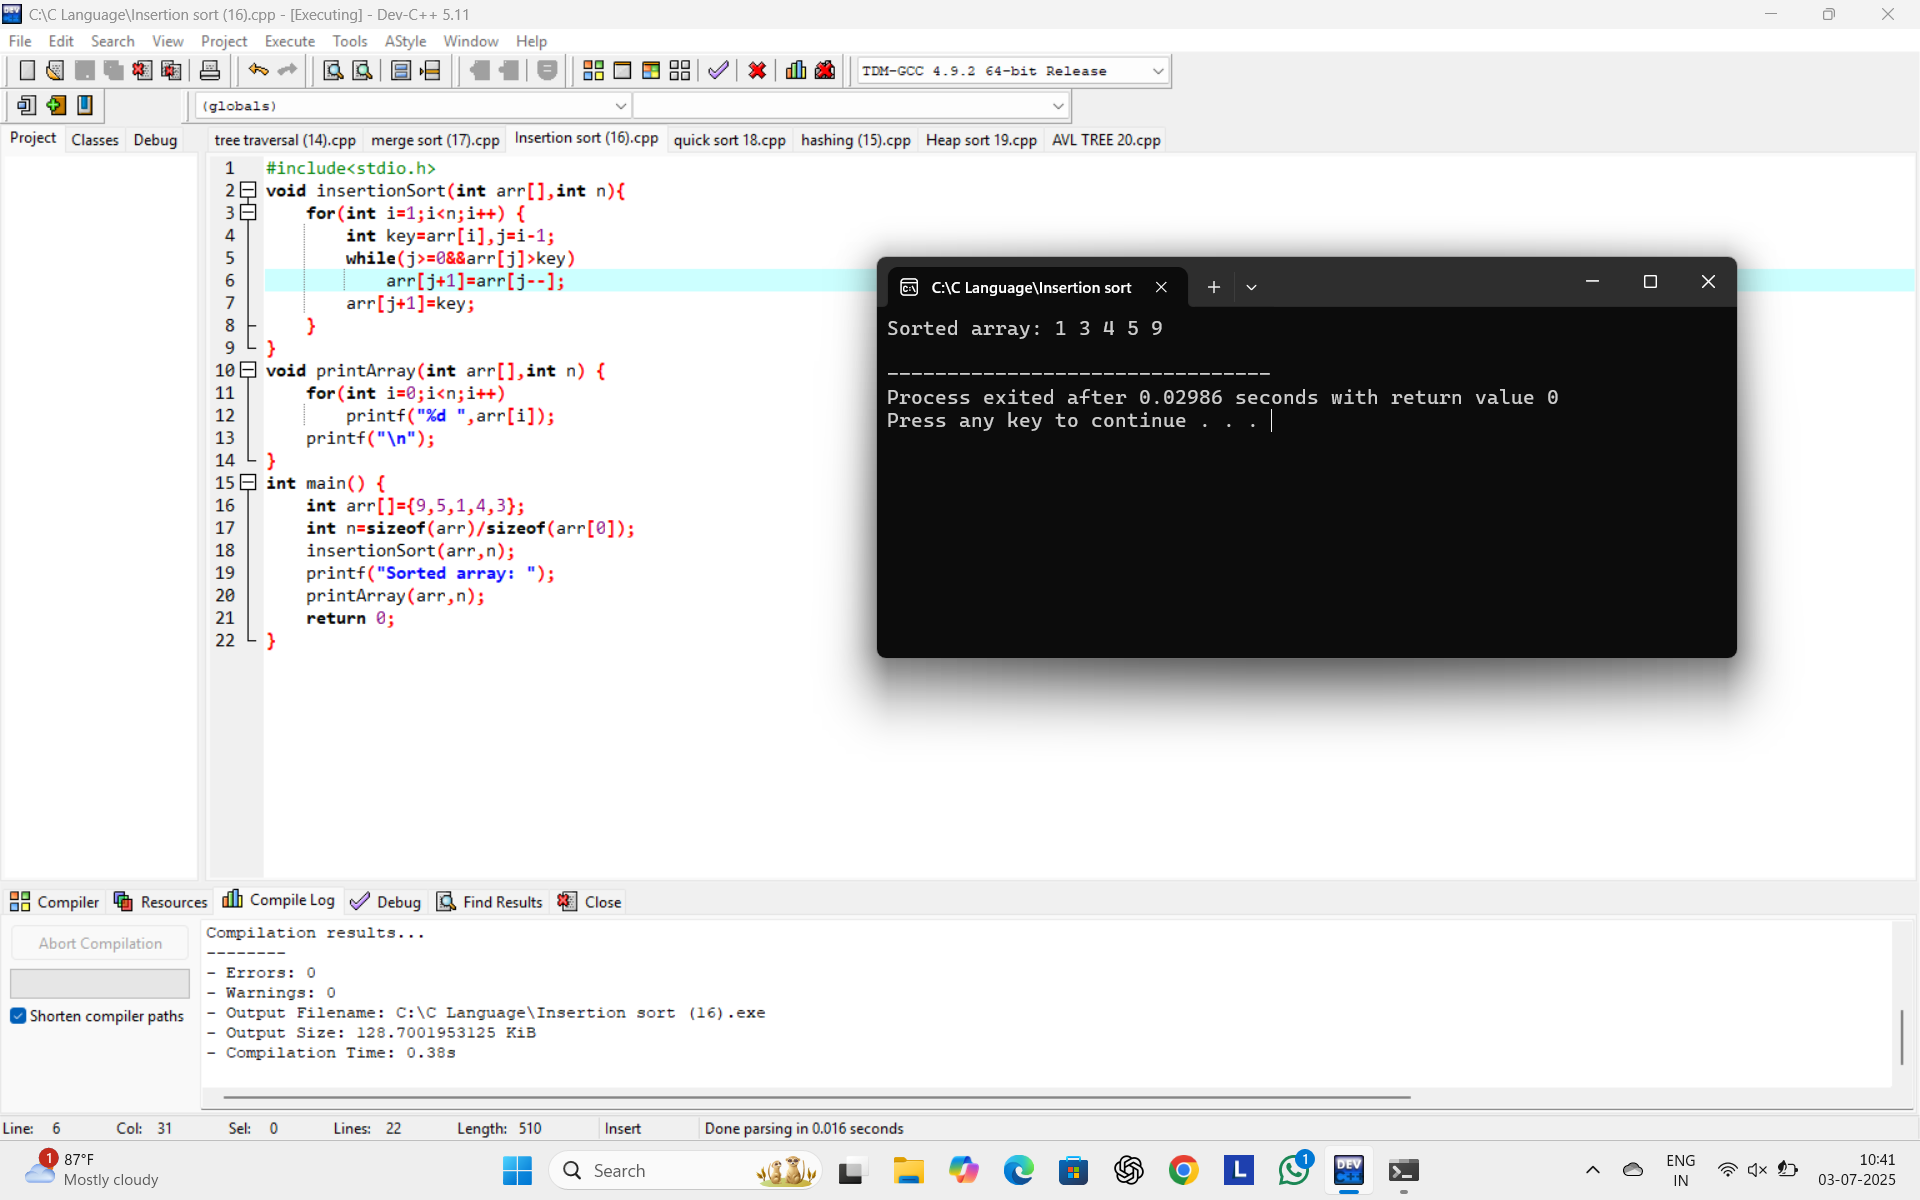 C:\C Language\Insertion sort (16).cpp - [Executing] - Dev-C++ 5.11
File Edit Search View Project Execute Tools AStyle Window Help
TDM-GCC 4.9.2 64-bit Release
(globals)
Project Classes Debug
tree traversal (14).cpp merge sort (17).cpp Insertion sort (16).cpp quick sort 18.cpp hashing (15).cpp Heap sort 19.cpp AVL TREE 20.cpp
1 #include<stdio.h>
2 void insertionSort(int arr[],int n){
3 for(int i=1;i<n;i++) {
4 int key=arr[i],j=i-1;
5 while(j>=0&&arr[j]>key)
6 arr[j+1]=arr[j--];
7 arr[j+1]=key;
8 }
9 }
10 void printArray(int arr[],int n) {
11 for(int i=0;i<n;i++)
12 printf("%d ",arr[i]);
13 printf("\n");
14 }
15 int main() {
16 int arr[]={9,5,1,4,3};
17 int n=sizeof(arr)/sizeof(arr[0]);
18 insertionSort(arr,n);
19 printf("Sorted array: ");
20 printArray(arr,n);
21 return 0;
22 }
C:\C Language\Insertion sort
Sorted array: 1 3 4 5 9
--------------------------------
Process exited after 0.02986 seconds with return value 0
Press any key to continue . . .
Compiler Resources Compile Log Debug Find Results Close
Abort Compilation
Shorten compiler paths
Compilation results...
--------
- Errors: 0
- Warnings: 0
- Output Filename: C:\C Language\Insertion sort (16).exe
- Output Size: 128.7001953125 KiB
- Compilation Time: 0.38s
Line: 6 Col: 31 Sel: 0 Lines: 22 Length: 510 Insert Done parsing in 0.016 seconds
1
87°F
Mostly cloudy
Search
L
1
DEV
ENG
IN
10:41
03-07-2025